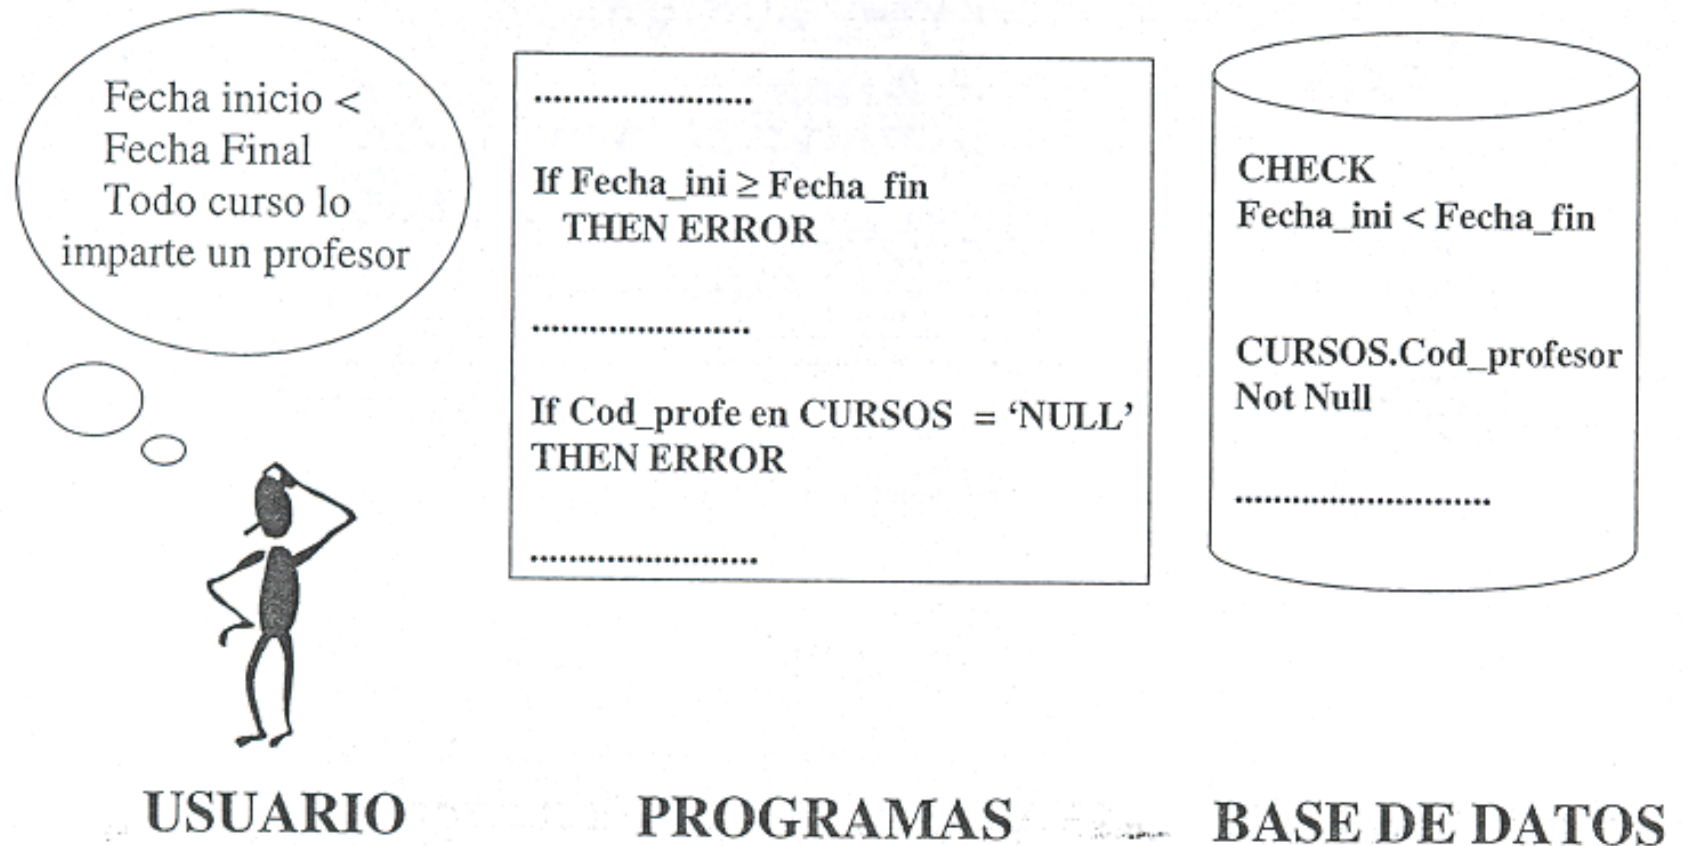 Fecha inicio <
Fecha Final
Todo curso lo
imparte un profesor
......................
If Fecha_ini ≥ Fecha_fin
THEN ERROR
......................
If Cod_profe en CURSOS = ‘NULL’
THEN ERROR
.......................
CHECK
Fecha_ini < Fecha_fin
CURSOS.Cod_profesor
Not Null
..........................
USUARIO
PROGRAMAS
BASE DE DATOS